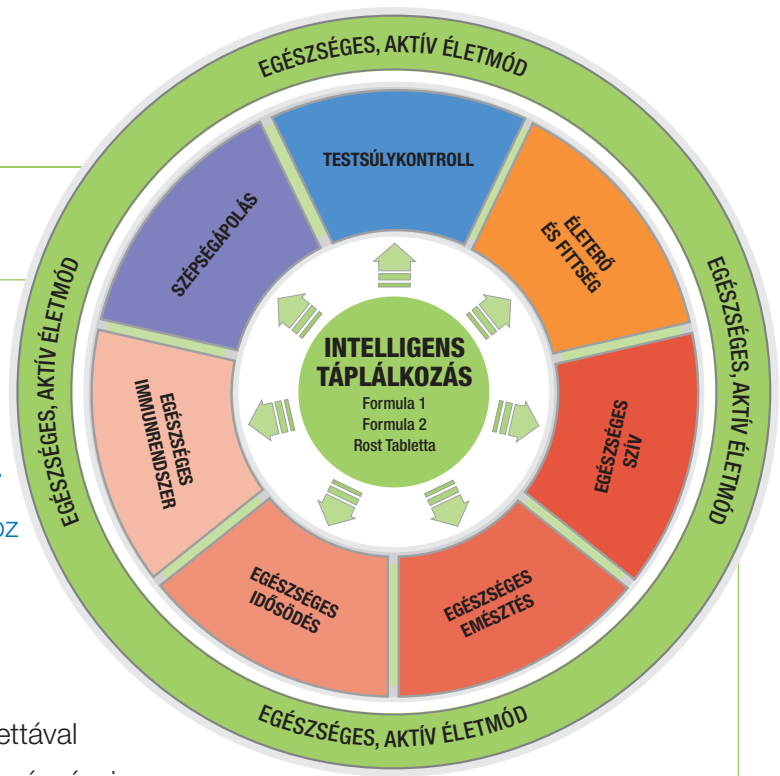 EGÉSZSÉGES, AKTÍV ÉLETMÓD
TESTSÚLYKONTROLL
ÉLETERŐ
ÉS FITTSÉG
EGÉSZSÉGES
SZÍV
EGÉSZSÉGES
EMÉSZTÉS
EGÉSZSÉGES
IDŐSÖDÉS
EGÉSZSÉGES
IMMUNRENDSZER
SZÉPSÉGÁPOLÁS
INTELLIGENS
TÁPLÁLKOZÁS
Formula 1
Formula 2
Rost Tabletta
EGÉSZSÉGES, AKTÍV ÉLETMÓD
EGÉSZSÉGES, AKTÍV ÉLETMÓD
EGÉSZSÉGES, AKTÍV ÉLETMÓD
oz
ettával